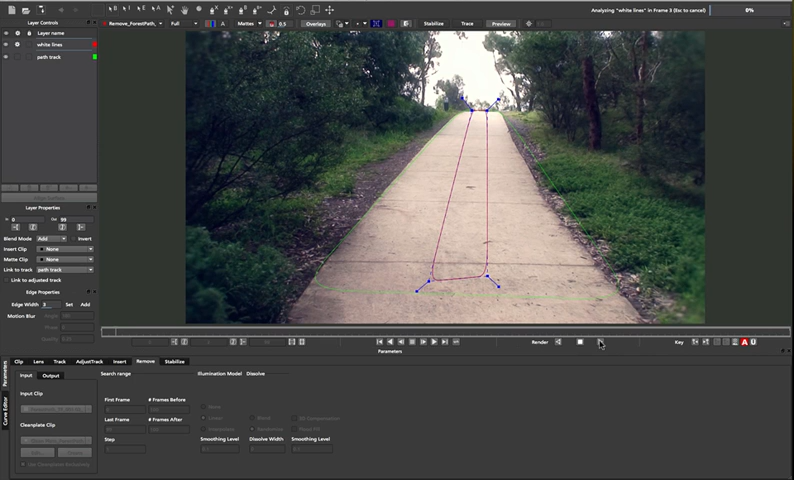 Analyzing "white lines" in Frame 3 (Esc to cancel) 0%
Remove_ForestPath_ Full A Mattes 0.5 Overlays Stabilize Trace Preview
Layer Controls
Layer name
white lines
path track
Layer Properties
In 0 Out 99
Blend Mode Add Invert
Insert Clip None
Matte Clip None
Link to track path track
Link to adjusted track
Edge Properties
Edge Width 3 Set Add
Motion Blur
Render Key A
Parameters
Clip Lens Track AdjustTrack Insert Remove Stabilize
Parameters
Curve Editor
Input Output
Input Clip
Cleanplate Clip
Search range Illumination Model Dissolve
First Frame # Frames Before
Last Frame # Frames After
Step
Smoothing Level Dissolve Width Smoothing Level